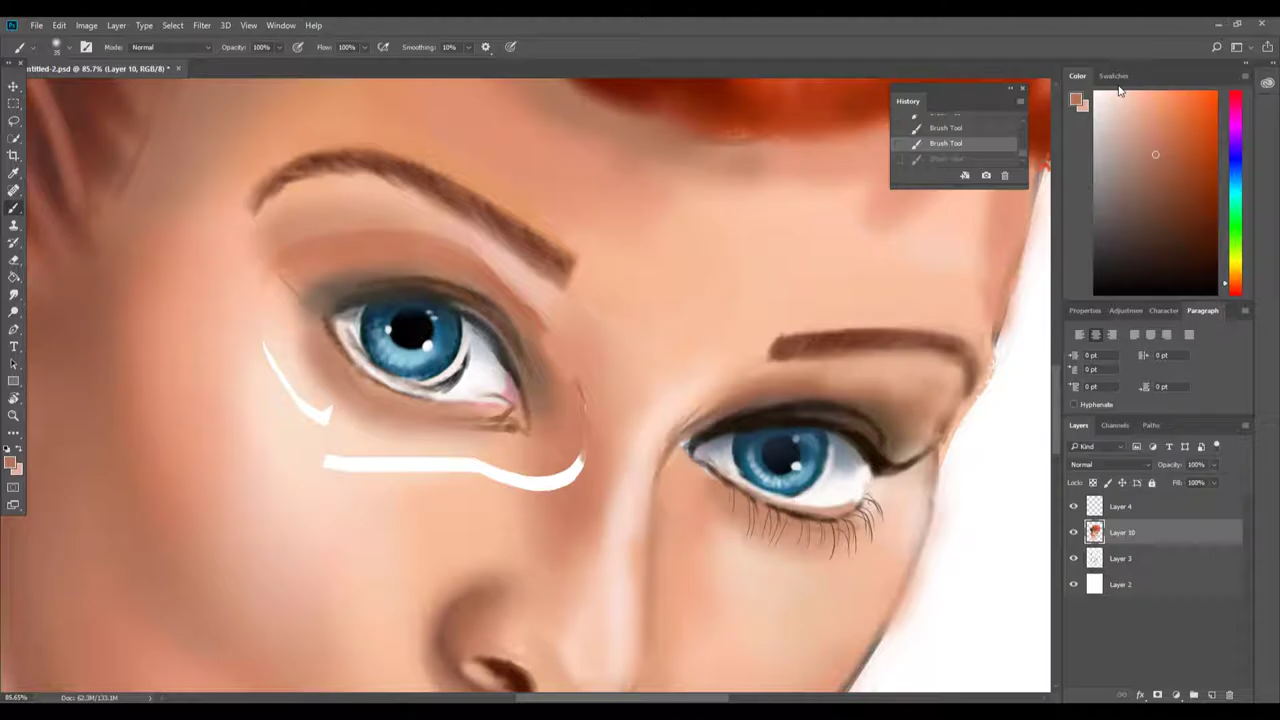 Ps File Edit Image Layer Type Select Filter 3D View Window Help
35 Mode: Normal Opacity: 100% Flow: 100% Smoothing: 10%
ntitled-2.psd @ 85.7% (Layer 10, RGB/8) * ×
Color Swatches
History
Brush Tool
Brush Tool
Properties Adjustmen Character Paragraph
0 pt 0 pt
0 pt
0 pt 0 pt
Hyphenate
Layers Channels Paths
Kind
Normal Opacity: 100%
Lock: Fill: 100%
Layer 4
Layer 10
Layer 3
Layer 2
fx
85.65% Doc: 62.3M/133.1M